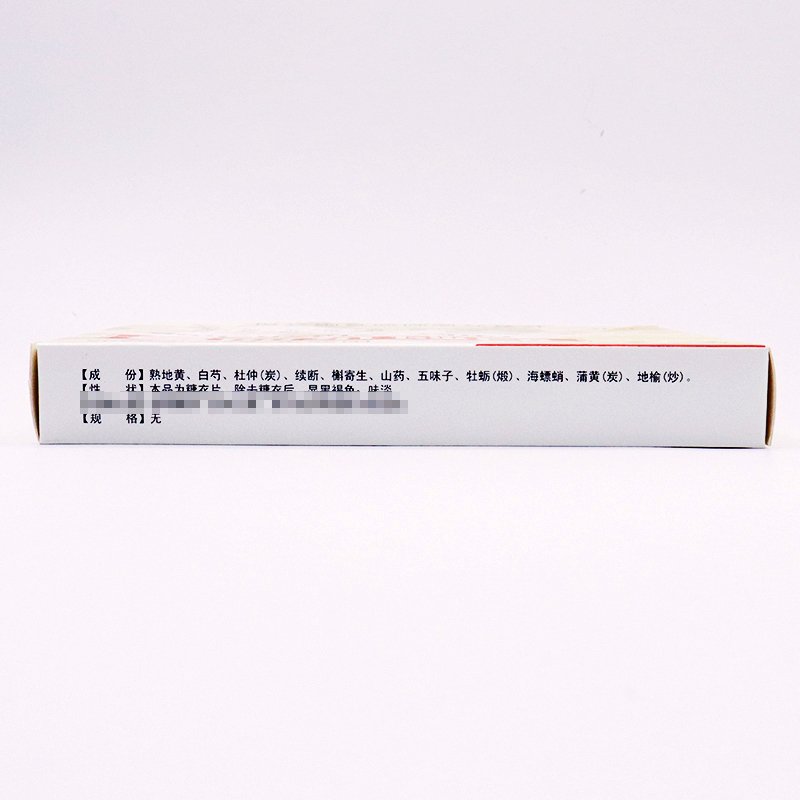 【成 份】熟地黄、白芍、杜仲(炭)、续断、槲寄生、山药、五味子、牡蛎(煅)、海螵蛸、蒲黄(炭)、地榆(炒)。
【性 状】本品为糖衣片，除去糖衣后，显黑褐色，味淡
【规 格】无